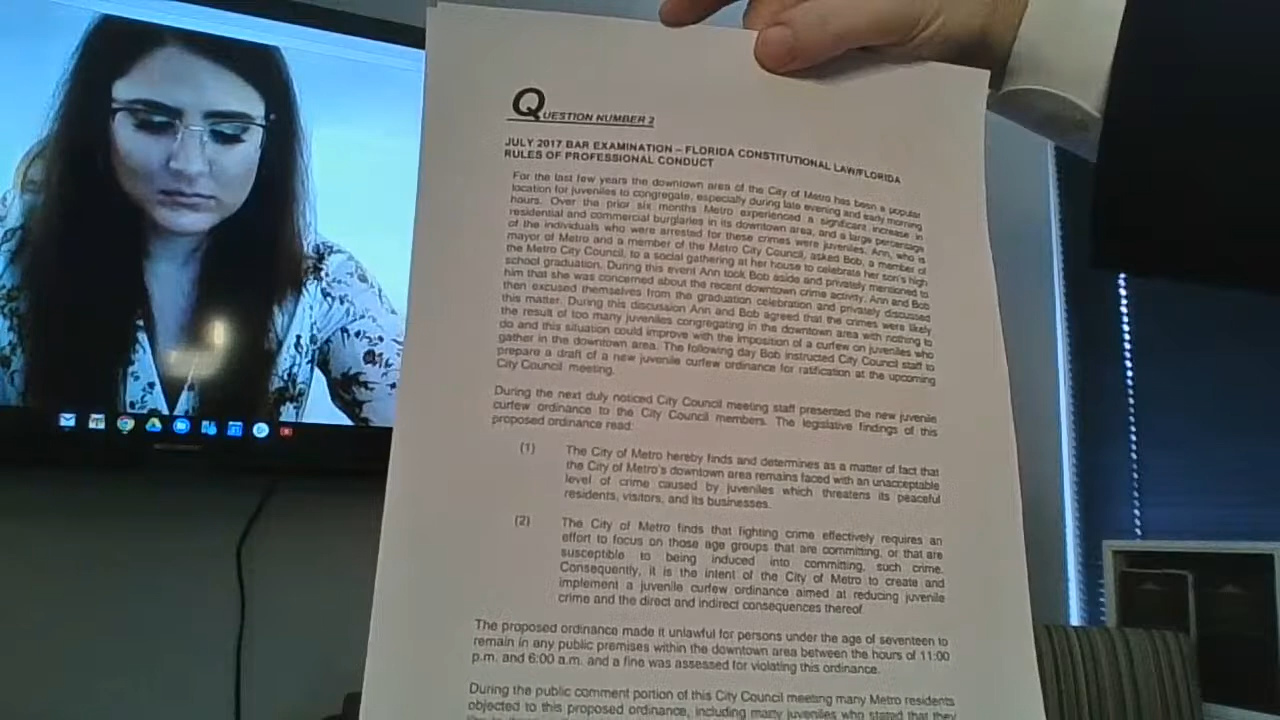 QUESTION NUMBER 2
JULY 2017 BAR EXAMINATION – FLORIDA CONSTITUTIONAL LAW/FLORIDA
RULES OF PROFESSIONAL CONDUCT
For the last few years the downtown area of the City of Metro has been a popular
location for juveniles to congregate, especially during late evening and early morning
hours. Over the prior six months Metro experienced a significant increase in
residential and commercial burglaries in its downtown area, and a large percentage
of the individuals who were arrested for these crimes were juveniles. Ann, who is
mayor of Metro and a member of the Metro City Council, asked Bob, a member of
the Metro City Council, to a social gathering at her house to celebrate her son's high
school graduation. During this event Ann took Bob aside and privately mentioned to
him that she was concerned about the recent downtown crime activity. Ann and Bob
then excused themselves from the graduation celebration and privately discussed
this matter. During this discussion Ann and Bob agreed that the crimes were likely
the result of too many juveniles congregating in the downtown area with nothing to
do and this situation could improve with the imposition of a curfew on juveniles who
gather in the downtown area. The following day Bob instructed City Council staff to
prepare a draft of a new juvenile curfew ordinance for ratification at the upcoming
City Council meeting.
During the next duly noticed City Council meeting staff presented the new juvenile
curfew ordinance to the City Council members. The legislative findings of this
proposed ordinance read:
(1) The City of Metro hereby finds and determines as a matter of fact that
the City of Metro's downtown area remains faced with an unacceptable
level of crime caused by juveniles which threatens its peaceful
residents, visitors, and its businesses.
(2) The City of Metro finds that fighting crime effectively requires an
effort to focus on those age groups that are committing, or that are
susceptible to being induced into committing, such crime.
Consequently, it is the intent of the City of Metro to create and
implement a juvenile curfew ordinance aimed at reducing juvenile
crime and the direct and indirect consequences thereof.
The proposed ordinance made it unlawful for persons under the age of seventeen to
remain in any public premises within the downtown area between the hours of 11:00
p.m. and 6:00 a.m. and a fine was assessed for violating this ordinance.
During the public comment portion of this City Council meeting many Metro residents
objected to this proposed ordinance, including many juveniles who stated that they